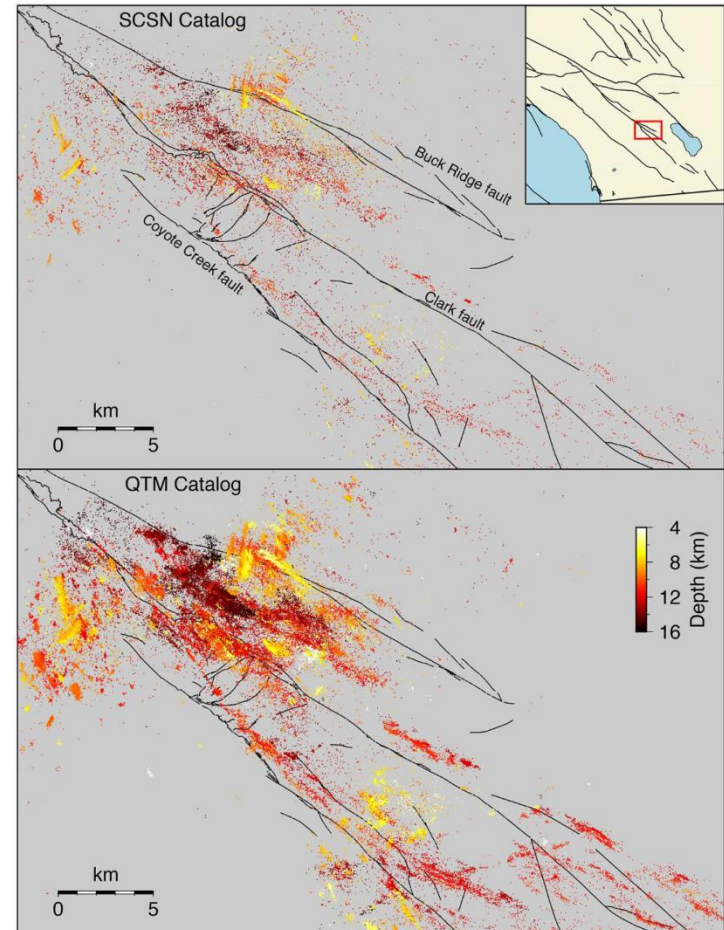 SCSN Catalog
Buck Ridge fault
Coyote Creek fault
Clark fault
km
0 5
QTM Catalog
4
8
12
16
Depth (km)
km
0 5